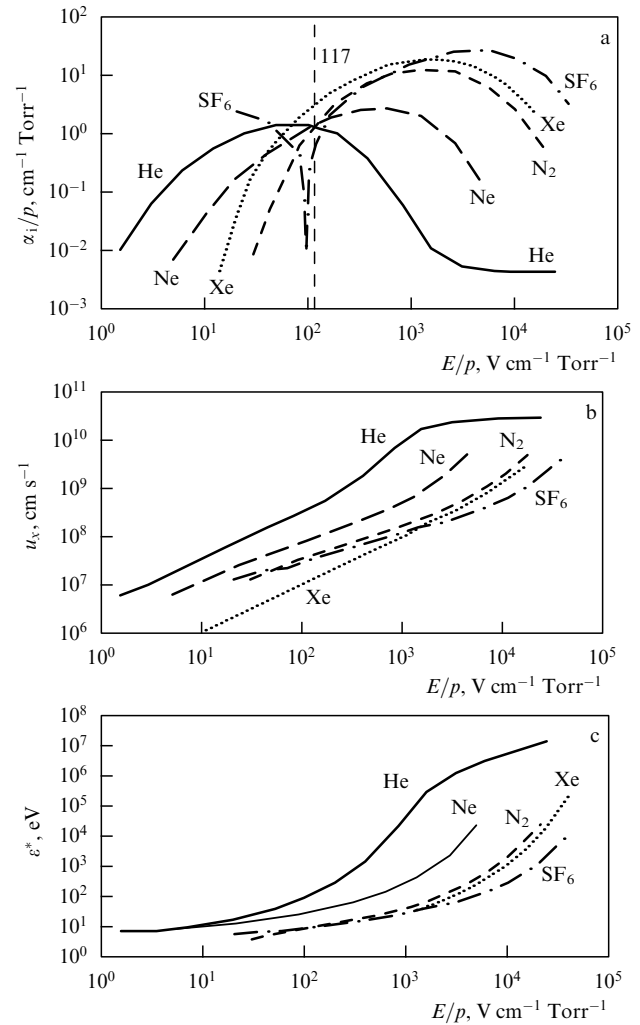 10²
a
117
10¹
SF₆
SF₆
10⁰
Xe
He
N₂
αᵢ/p, cm⁻¹ Torr⁻¹
10⁻¹
Ne
10⁻²
He
Ne
Xe
10⁻³
10⁰ 10¹ 10² 10³ 10⁴ 10⁵
E/p, V cm⁻¹ Torr⁻¹
10¹¹
b
10¹⁰
He
Ne
N₂
10⁹
uₓ, cm s⁻¹
SF₆
10⁸
10⁷
Xe
10⁶
10⁰ 10¹ 10² 10³ 10⁴ 10⁵
E/p, V cm⁻¹ Torr⁻¹
10⁸
c
10⁷
He
Xe
10⁶
Ne
10⁵
N₂
ε*, eV
10⁴
10³
SF₆
10²
10¹
10⁰
10⁰ 10¹ 10² 10³ 10⁴ 10⁵
E/p, V cm⁻¹ Torr⁻¹